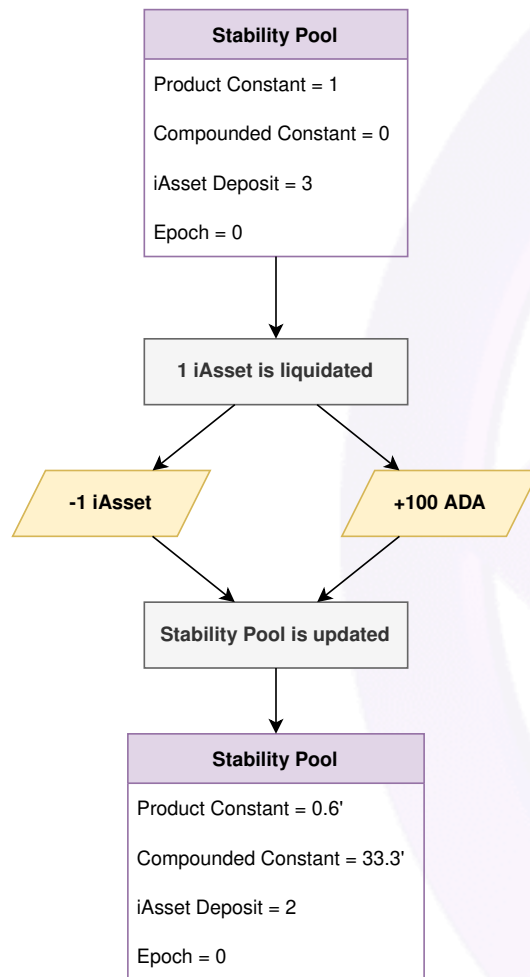 Stability Pool
Product Constant = 1
Compounded Constant = 0
iAsset Deposit = 3
Epoch = 0
1 iAsset is liquidated
-1 iAsset
+100 ADA
Stability Pool is updated
Stability Pool
Product Constant = 0.6'
Compounded Constant = 33.3'
iAsset Deposit = 2
Epoch = 0